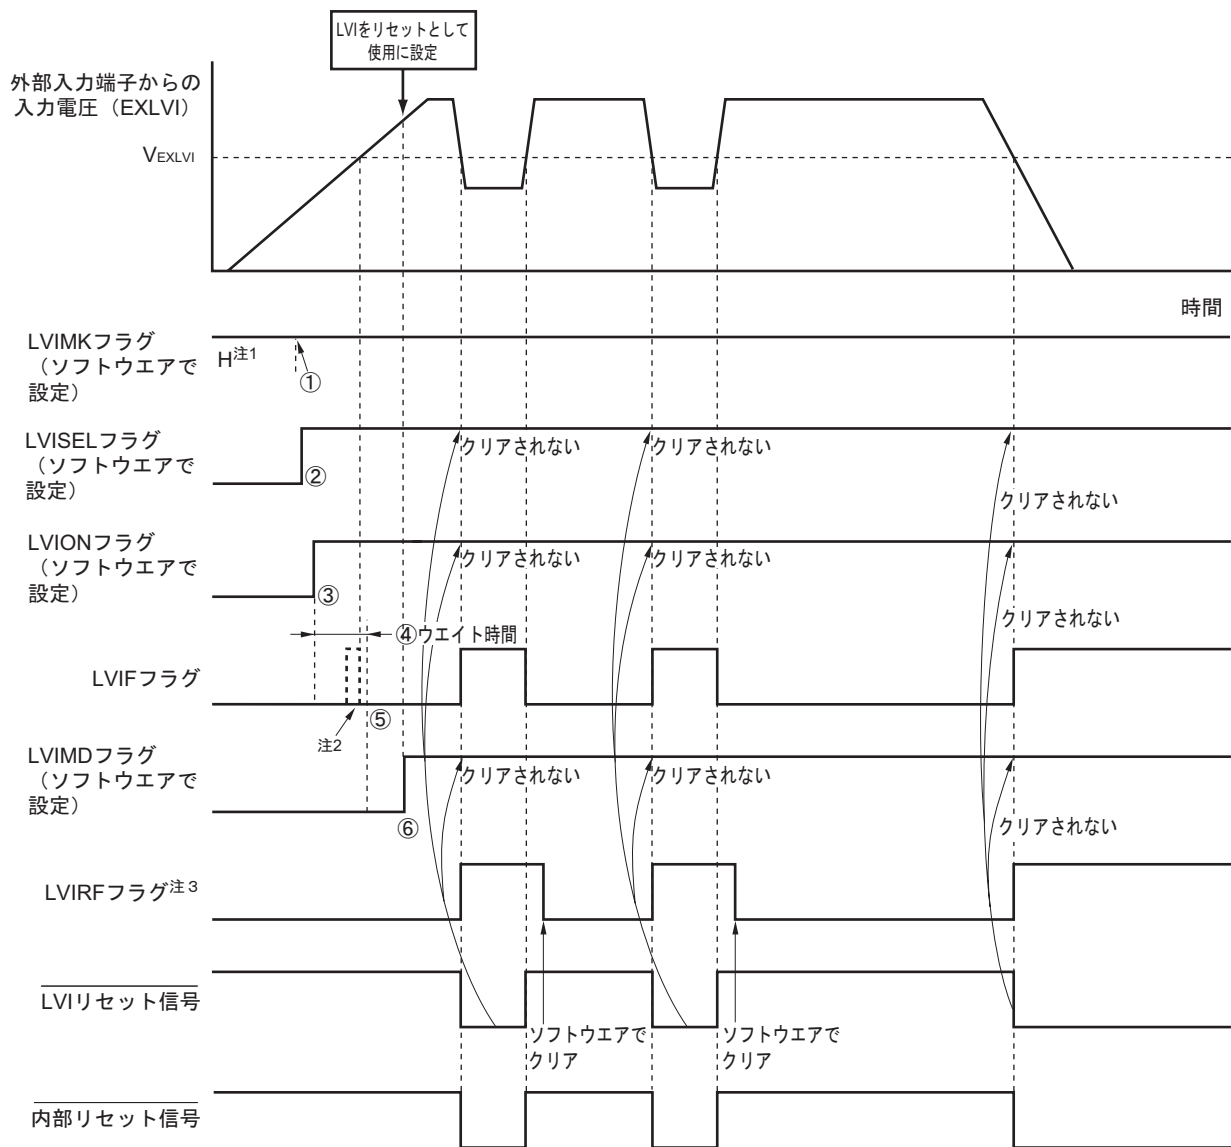 LVIをリセットとして
使用に設定
外部入力端子からの
入力電圧（EXLVI）
VEXLVI
時間
LVIMKフラグ
（ソフトウエアで
設定）
H注1
①
LVISELフラグ
（ソフトウエアで
設定）
②
クリアされない
クリアされない
クリアされない
LVIONフラグ
（ソフトウエアで
設定）
③
クリアされない
クリアされない
クリアされない
④ウエイト時間
LVIFフラグ
注2
⑤
LVIMDフラグ
（ソフトウエアで
設定）
⑥
クリアされない
クリアされない
クリアされない
LVIRFフラグ注3
LVIリセット信号
ソフトウエアで
クリア
ソフトウエアで
クリア
内部リセット信号